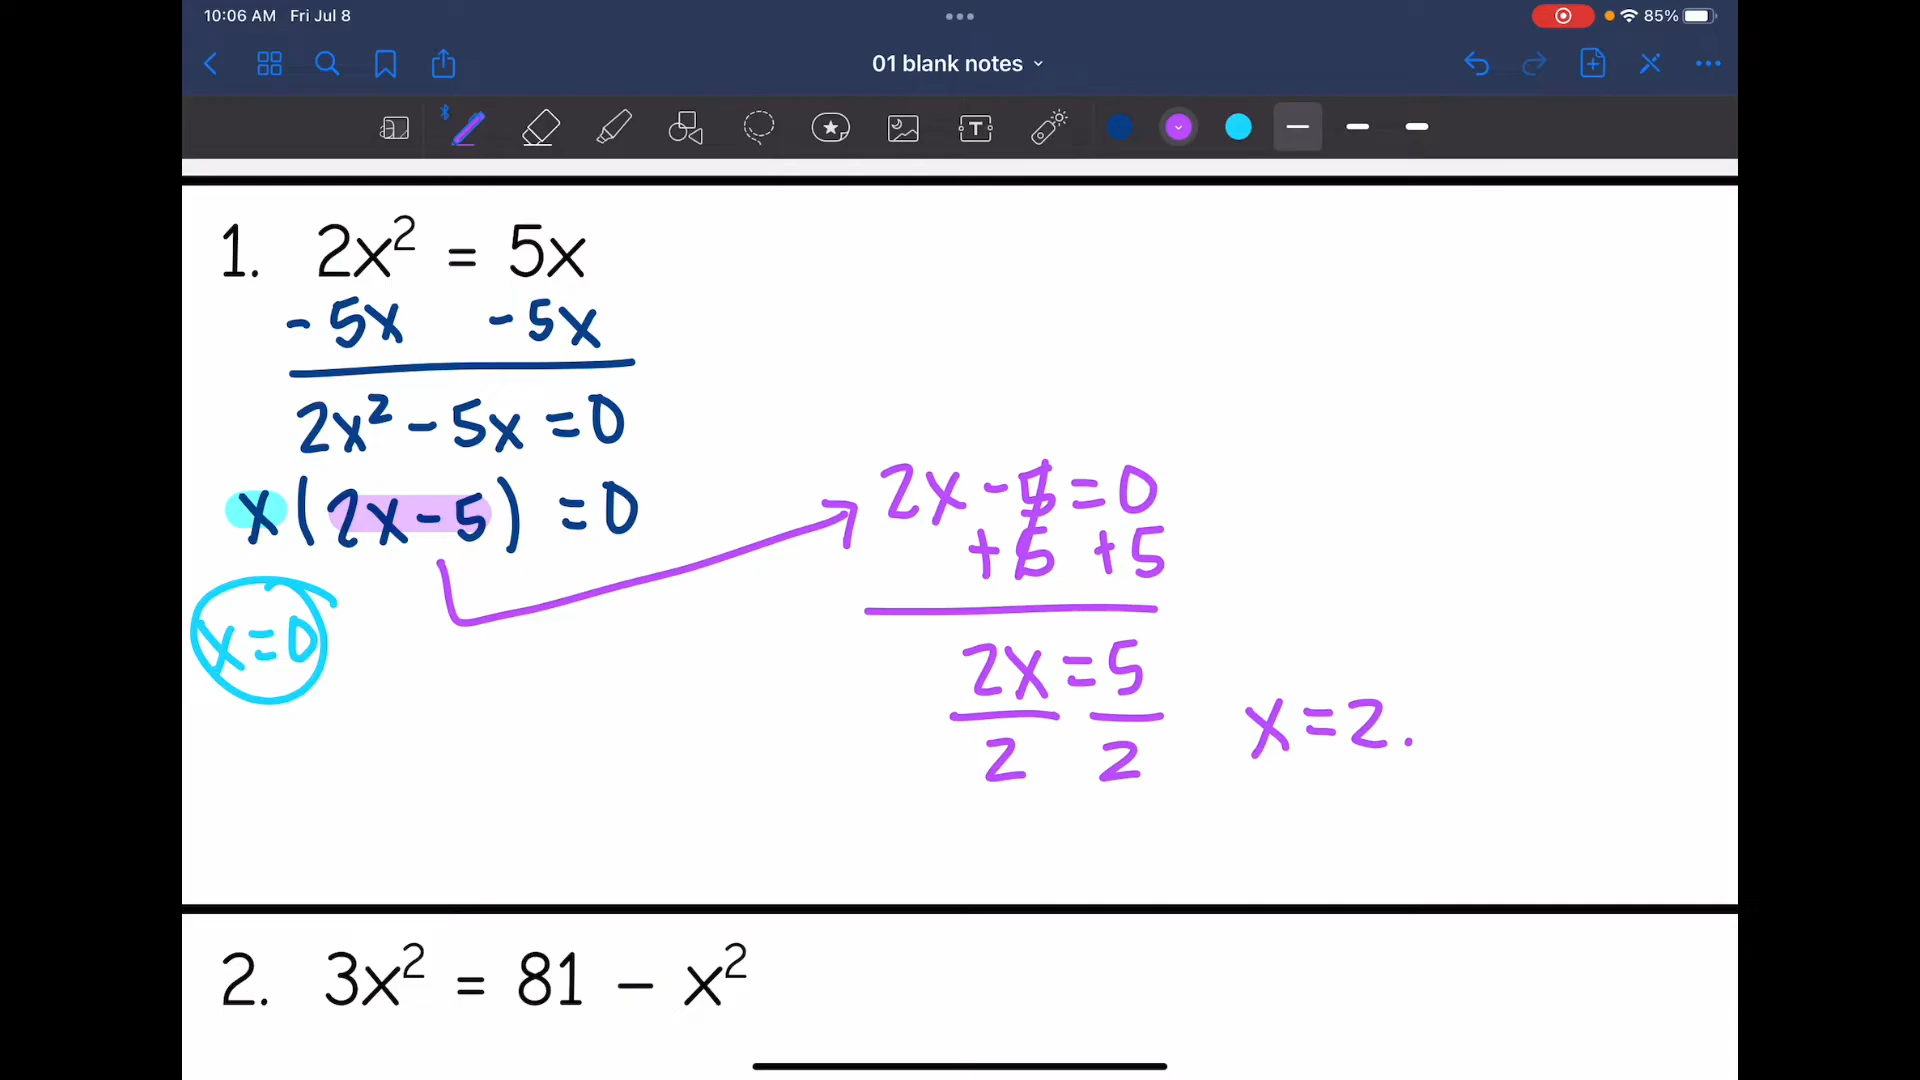 10:06 AM Fri Jul 8
85%
01 blank notes
T
1. 2x² = 5x
-5x -5x
2x² - 5x = 0
x(2x - 5) = 0
x = 0
2x - 5 = 0
+5 +5
2x = 5
2 2
x = 2.
2. 3x² = 81 – x²